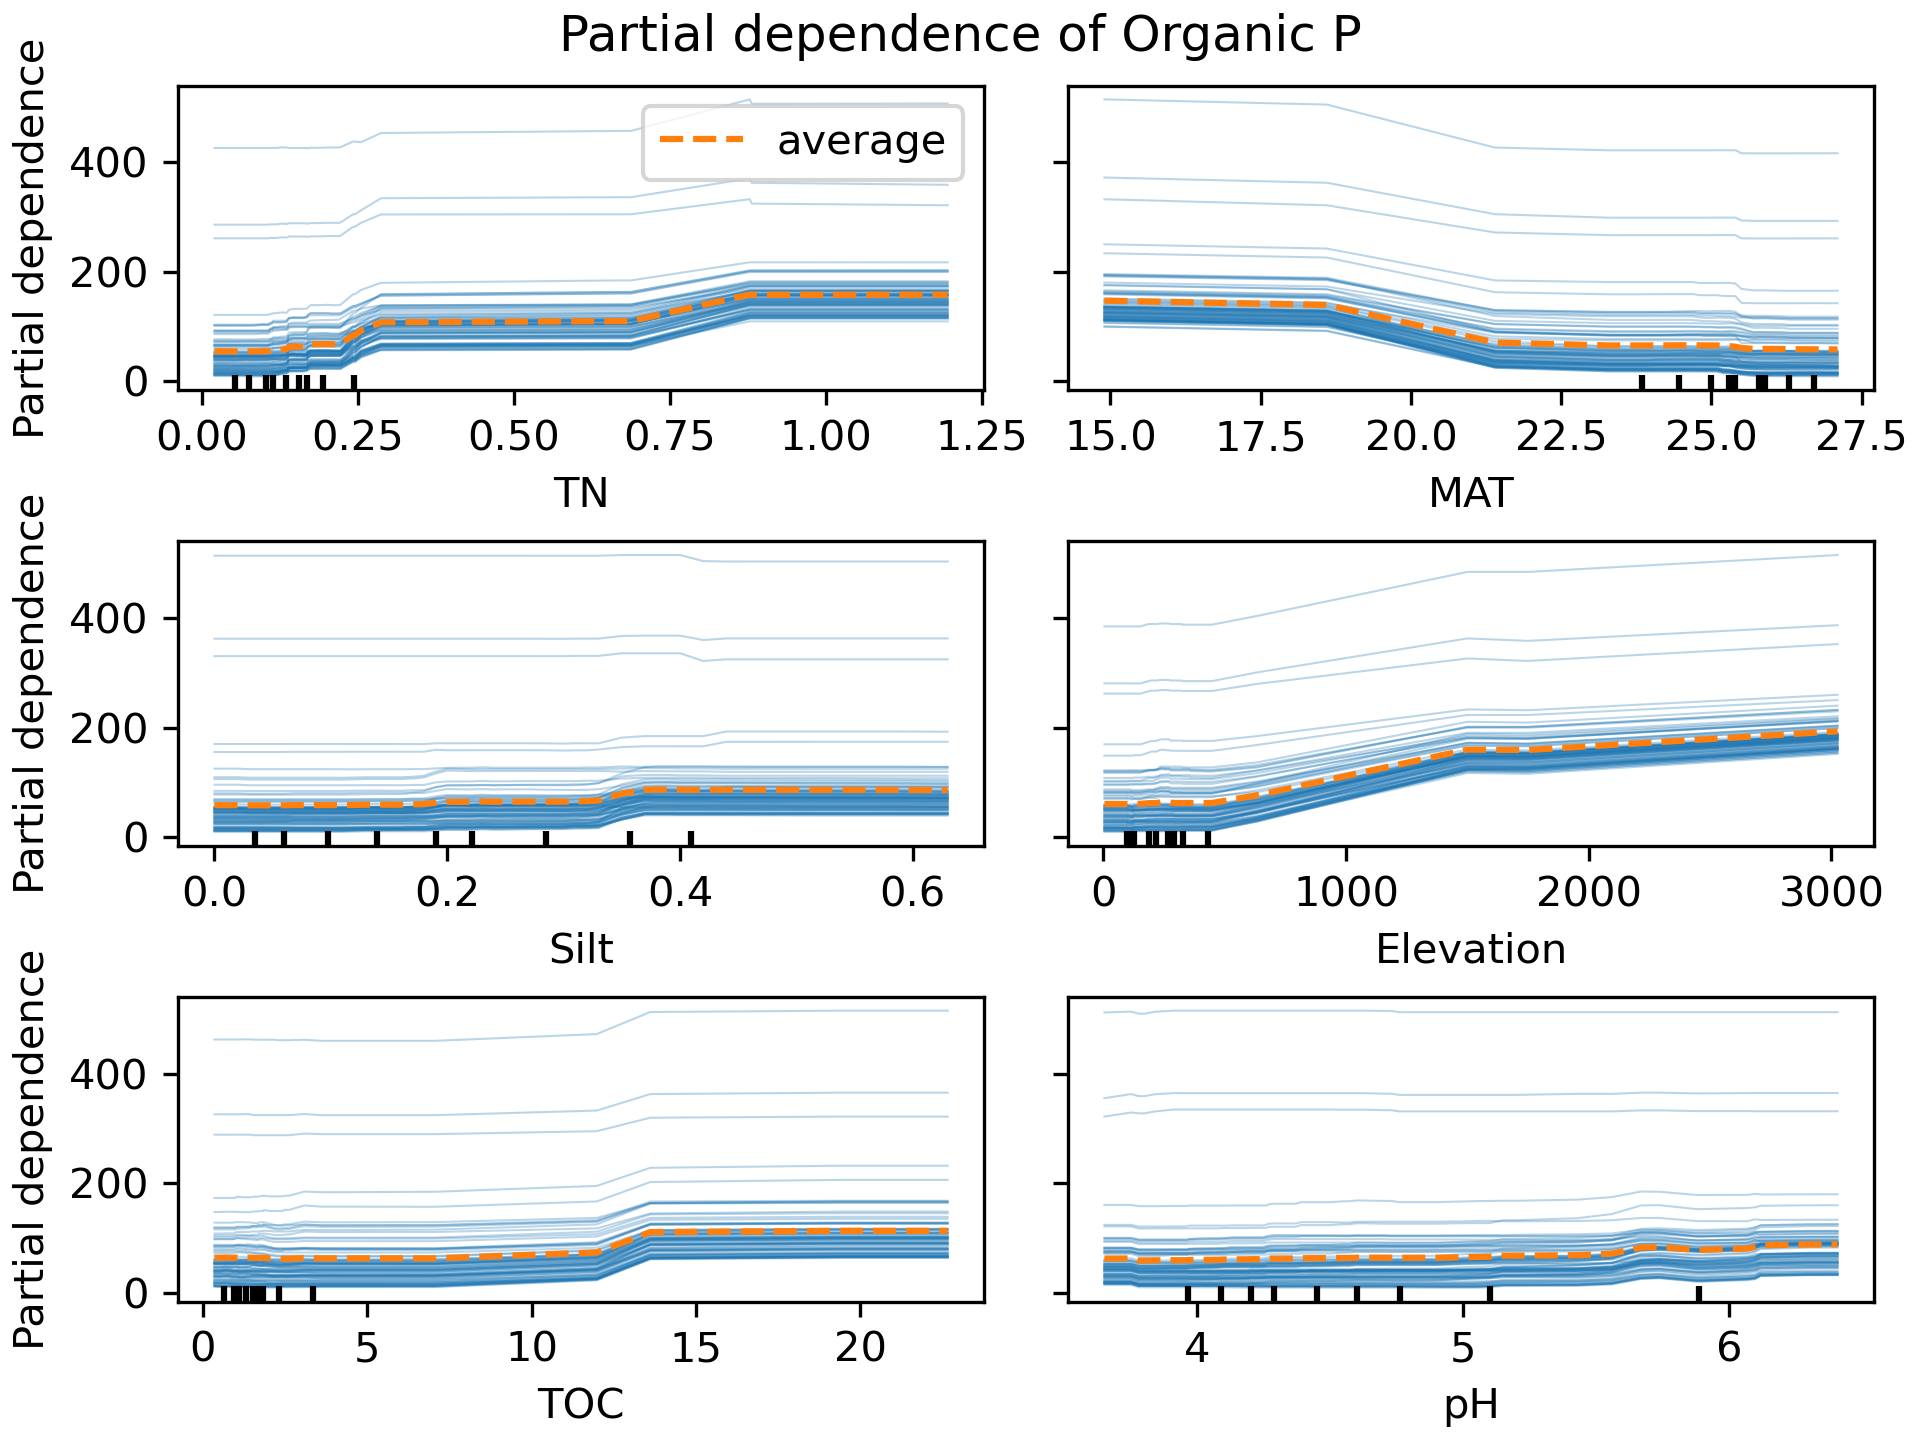 Partial dependence of Organic P
Partial dependence
400
200
0
average
0.00 0.25 0.50 0.75 1.00 1.25
TN
15.0 17.5 20.0 22.5 25.0 27.5
MAT
Partial dependence
400
200
0
0.0 0.2 0.4 0.6
Silt
0 1000 2000 3000
Elevation
Partial dependence
400
200
0
0 5 10 15 20
TOC
4 5 6
pH